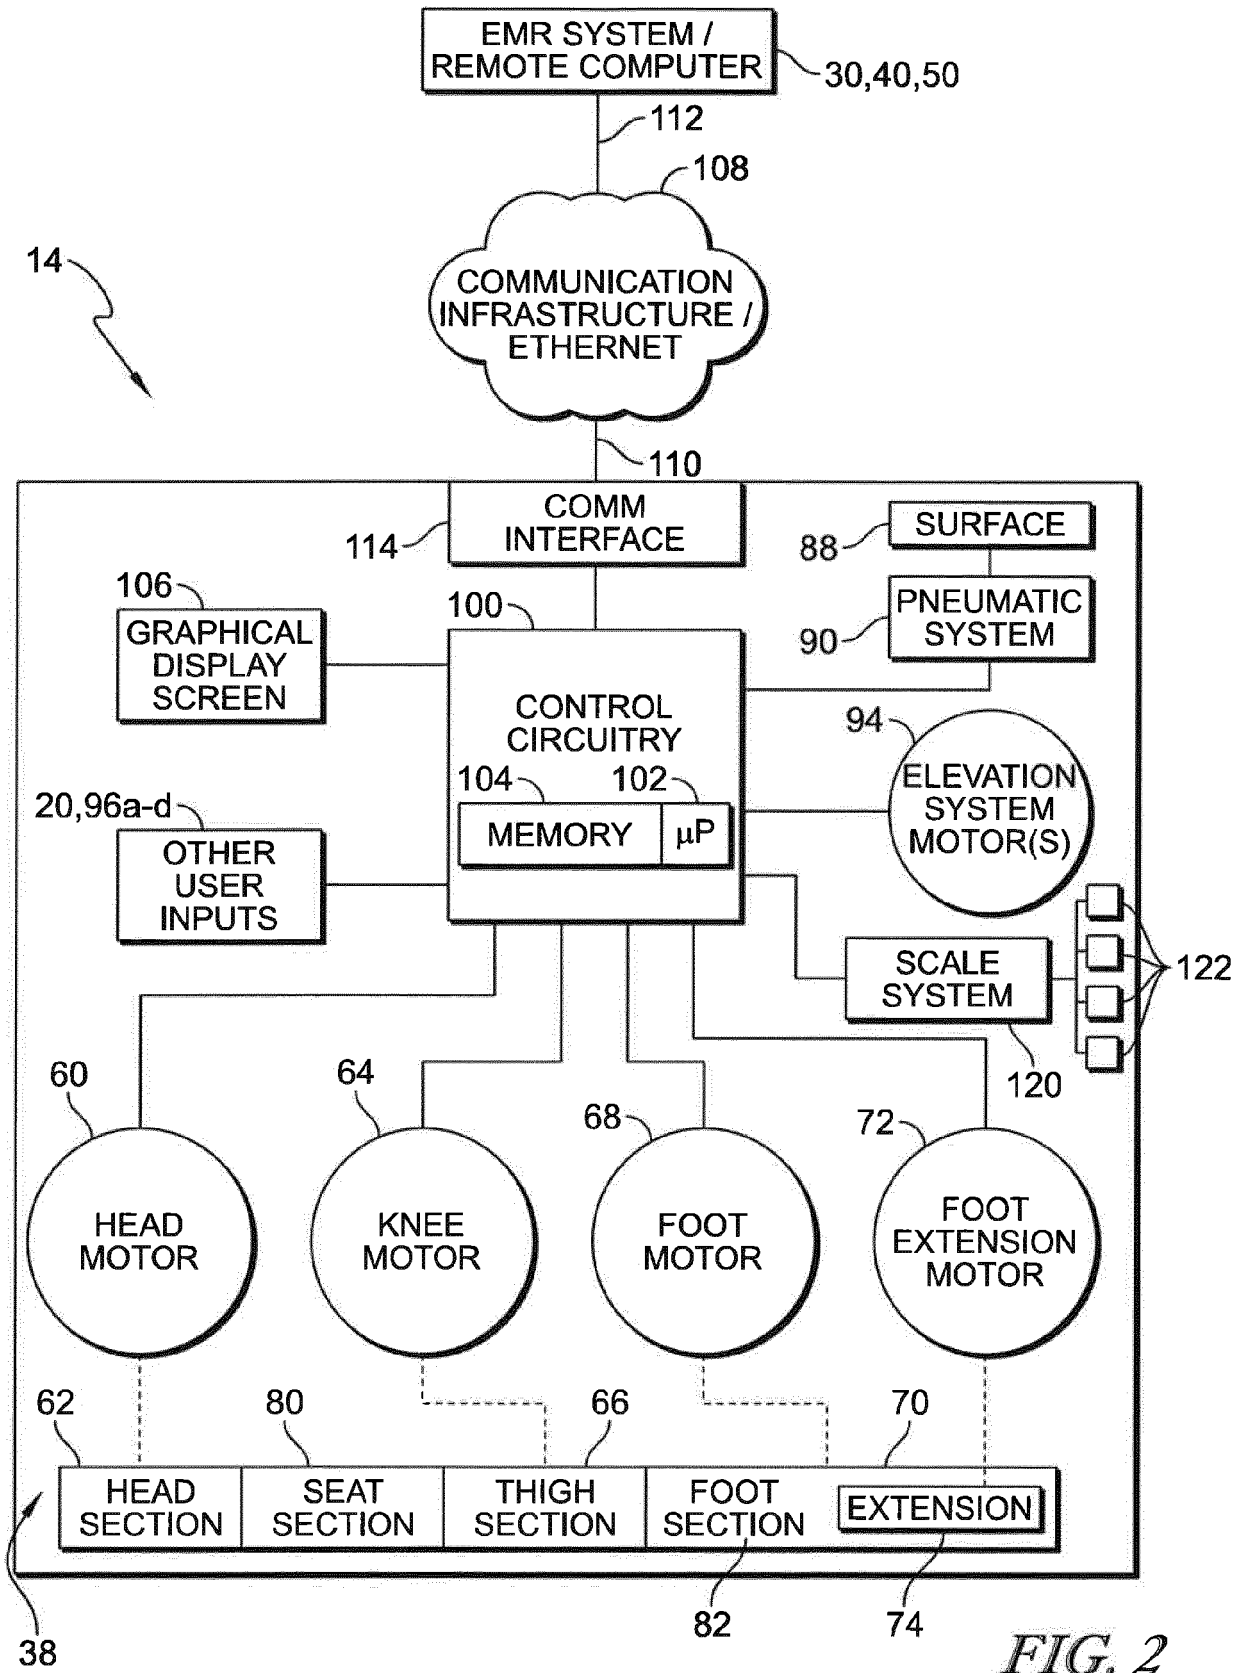 EMR SYSTEM /
REMOTE COMPUTER
30,40,50
112
108
14
COMMUNICATION
INFRASTRUCTURE /
ETHERNET
110
COMM
INTERFACE
114
SURFACE
88
106
100
PNEUMATIC
SYSTEM
90
GRAPHICAL
DISPLAY
SCREEN
CONTROL
CIRCUITRY
94
104
102
ELEVATION
SYSTEM
MOTOR(S)
20,96a-d
MEMORY
µP
OTHER
USER
INPUTS
SCALE
SYSTEM
122
120
60
64
68
72
HEAD
MOTOR
KNEE
MOTOR
FOOT
MOTOR
FOOT
EXTENSION
MOTOR
62
80
66
70
HEAD
SECTION
SEAT
SECTION
THIGH
SECTION
FOOT
SECTION
EXTENSION
82
74
38
FIG. 2